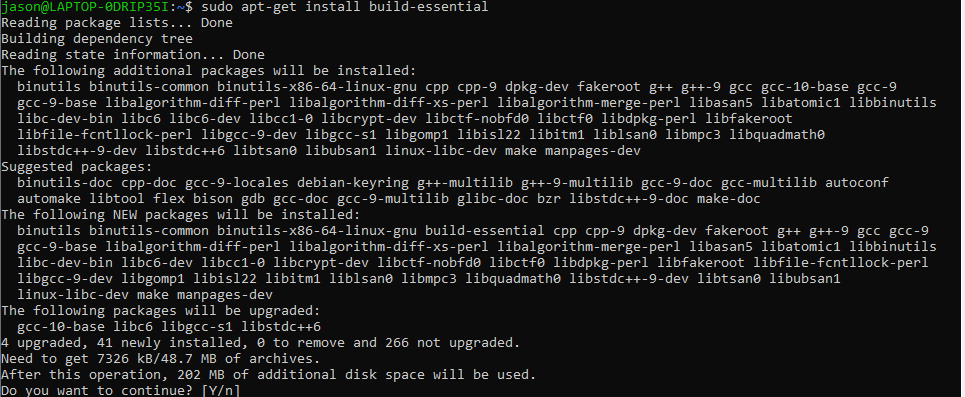 jason@LAPTOP-0DRIP35I:~$ sudo apt-get install build-essential
Reading package lists... Done
Building dependency tree
Reading state information... Done
The following additional packages will be installed:
  binutils binutils-common binutils-x86-64-linux-gnu cpp cpp-9 dpkg-dev fakeroot g++ g++-9 gcc gcc-10-base gcc-9
  gcc-9-base libalgorithm-diff-perl libalgorithm-diff-xs-perl libalgorithm-merge-perl libasan5 libatomic1 libbinutils
  libc-dev-bin libc6 libc6-dev libcc1-0 libcrypt-dev libctf-nobfd0 libctf0 libdpkg-perl libfakeroot
  libfile-fcntllock-perl libgcc-9-dev libgcc-s1 libgomp1 libisl22 libitm1 liblsan0 libmpc3 libquadmath0
  libstdc++-9-dev libstdc++6 libtsan0 libubsan1 linux-libc-dev make manpages-dev
Suggested packages:
  binutils-doc cpp-doc gcc-9-locales debian-keyring g++-multilib g++-9-multilib gcc-9-doc gcc-multilib autoconf
  automake libtool flex bison gdb gcc-doc gcc-9-multilib glibc-doc bzr libstdc++-9-doc make-doc
The following NEW packages will be installed:
  binutils binutils-common binutils-x86-64-linux-gnu build-essential cpp cpp-9 dpkg-dev fakeroot g++ g++-9 gcc gcc-9
  gcc-9-base libalgorithm-diff-perl libalgorithm-diff-xs-perl libalgorithm-merge-perl libasan5 libatomic1 libbinutils
  libc-dev-bin libc6-dev libcc1-0 libcrypt-dev libctf-nobfd0 libctf0 libdpkg-perl libfakeroot libfile-fcntllock-perl
  libgcc-9-dev libgomp1 libisl22 libitm1 liblsan0 libmpc3 libquadmath0 libstdc++-9-dev libtsan0 libubsan1
  linux-libc-dev make manpages-dev
The following packages will be upgraded:
  gcc-10-base libc6 libgcc-s1 libstdc++6
4 upgraded, 41 newly installed, 0 to remove and 266 not upgraded.
Need to get 7326 kB/48.7 MB of archives.
After this operation, 202 MB of additional disk space will be used.
Do you want to continue? [Y/n]